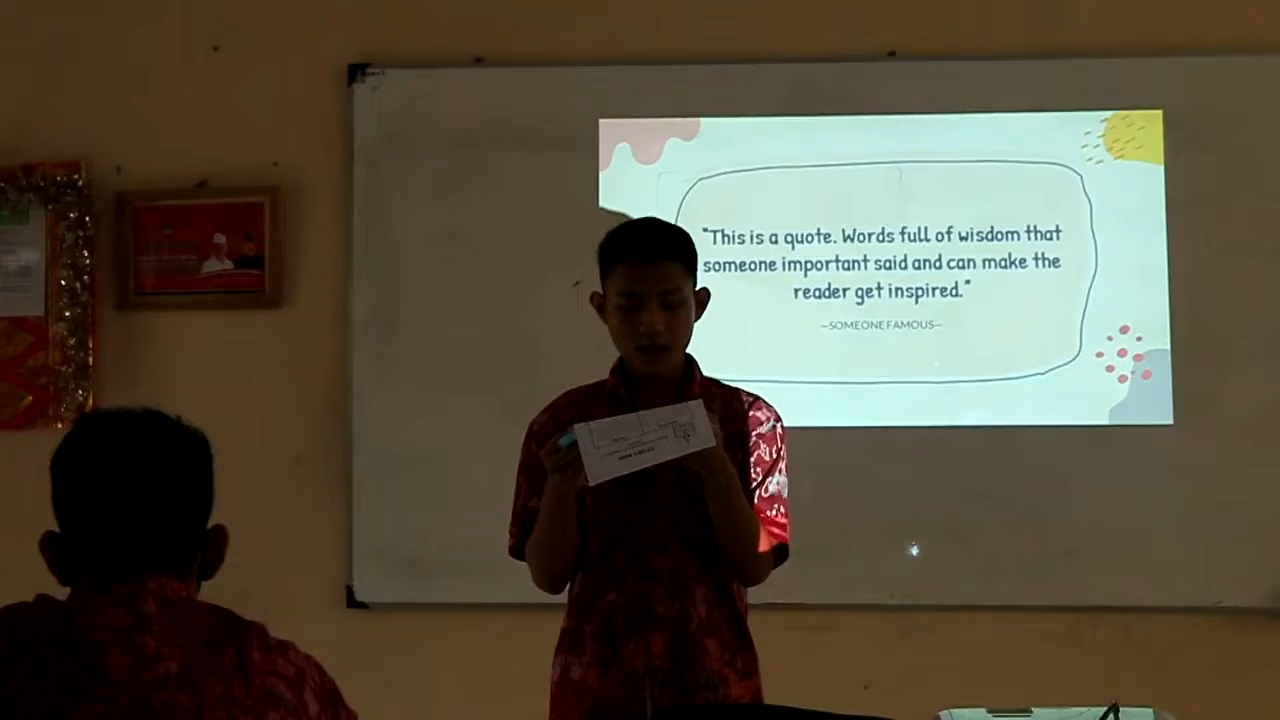 "This is a quote. Words full of wisdom that
someone important said and can make the
reader get inspired."
—SOMEONE FAMOUS—